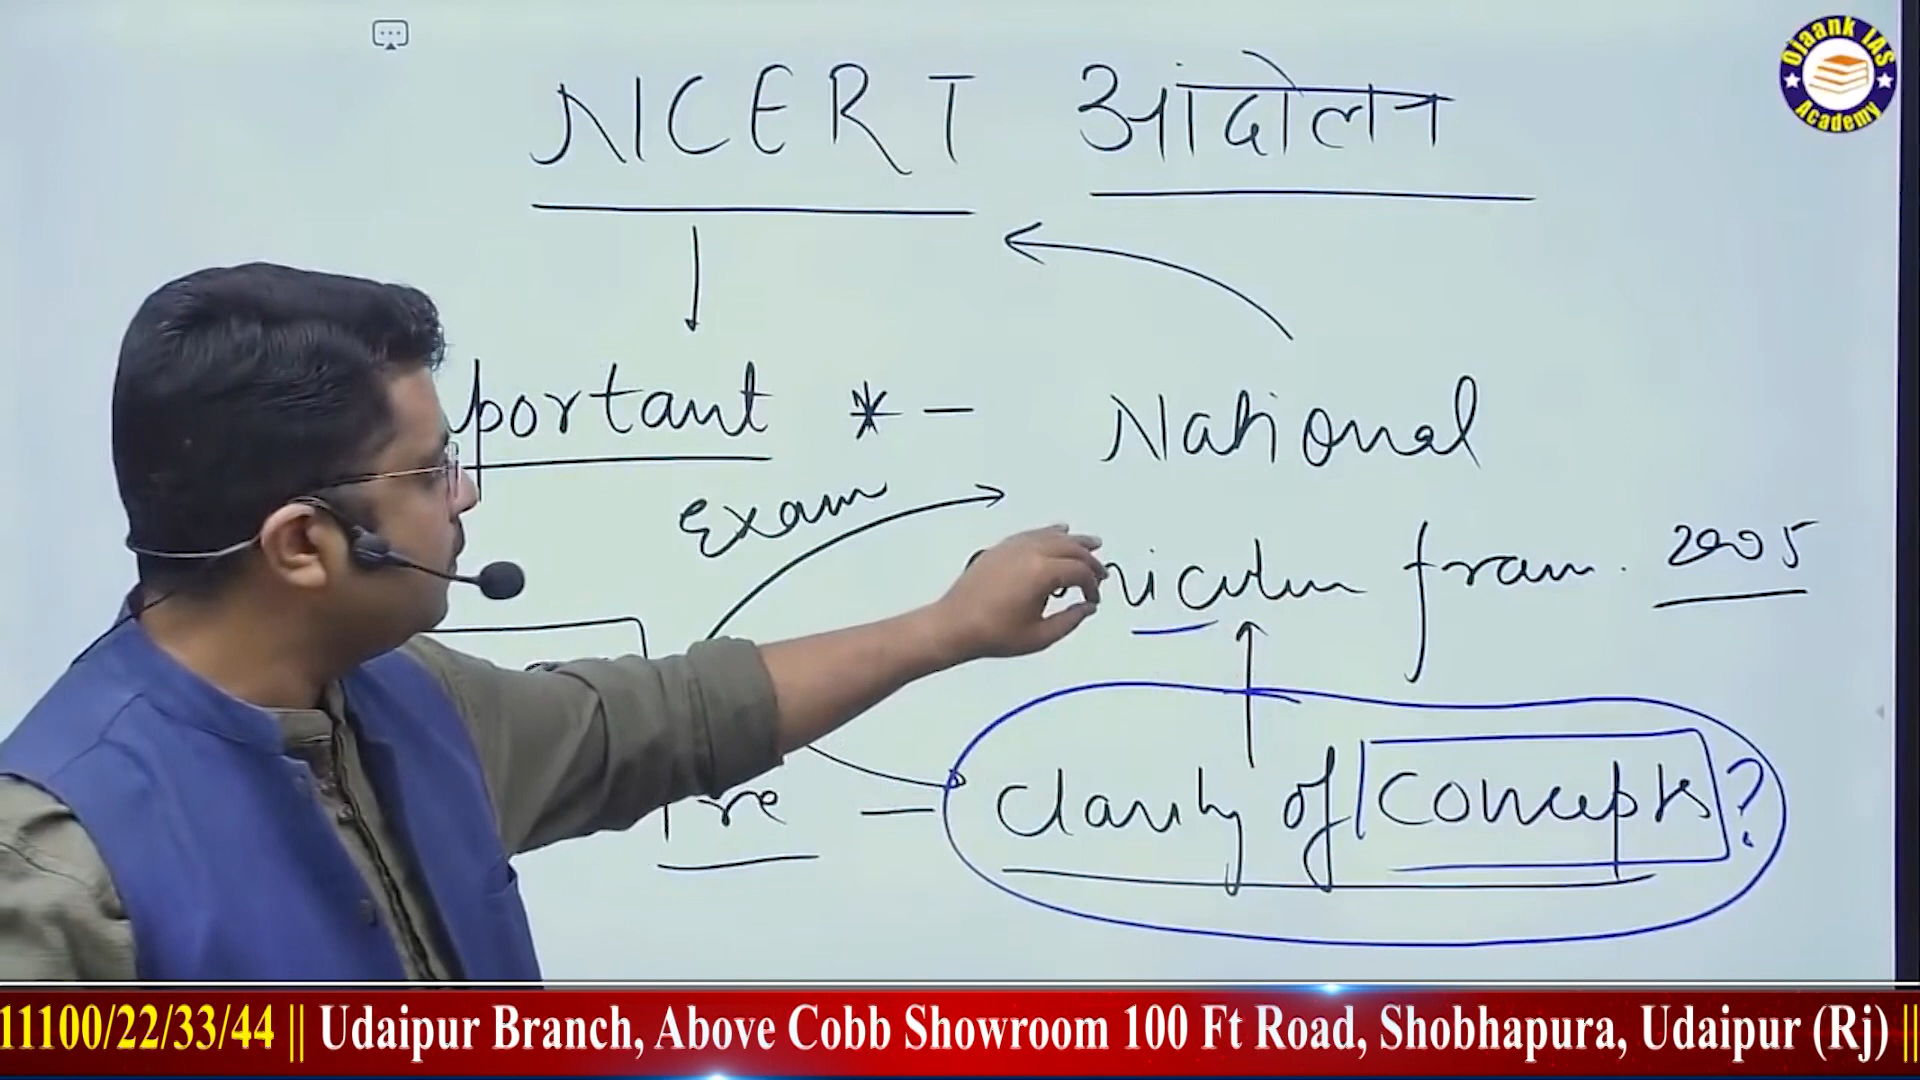 NCERT आंदोलन
portant * - National
Exam
riculum fram. 2005
Pre - clarity of concepts ?
Ojaank IAS Academy
11100/22/33/44 || Udaipur Branch, Above Cobb Showroom 100 Ft Road, Shobhapura, Udaipur (Rj) ||